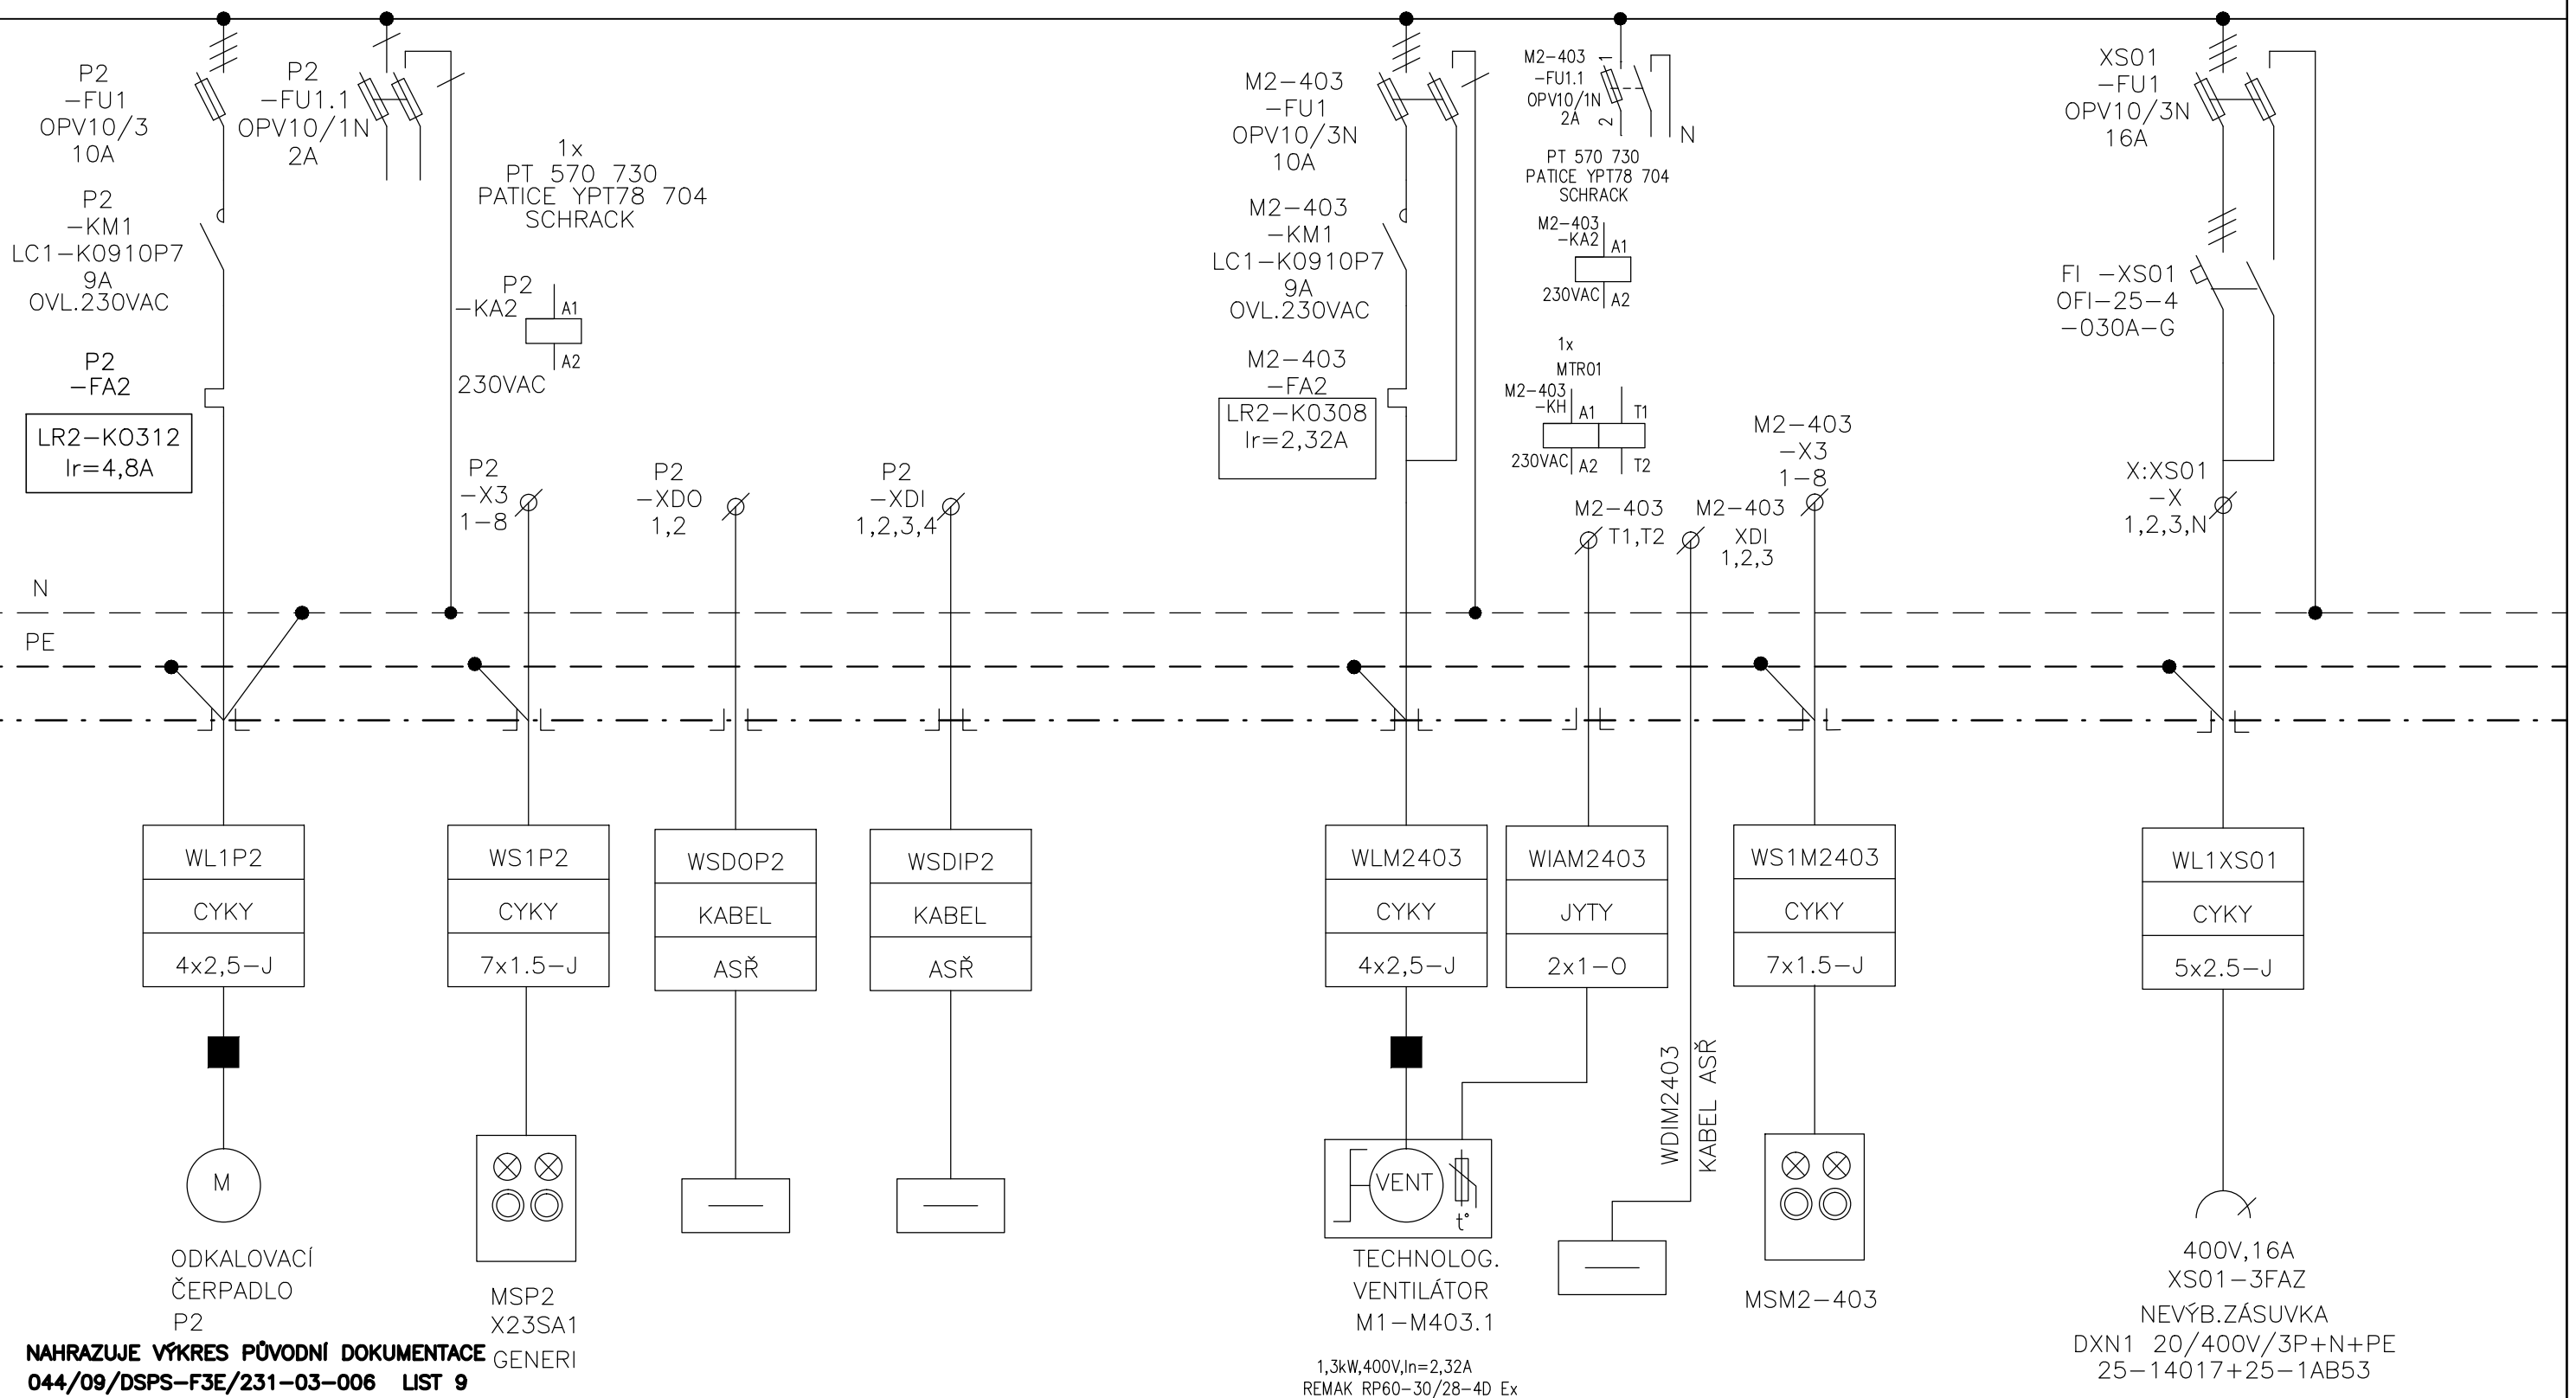 P2
-FU1
OPV10/3
10A
P2
-FU1.1
OPV10/1N
2A
1x
PT 570 730
PATICE YPT78 704
SCHRACK
P2
-KM1
LC1-K0910P7
9A
OVL.230VAC
P2
-KA2
A1
A2
230VAC
P2
-FA2
LR2-K0312
Ir=4,8A
P2
-X3
1-8
P2
-XDO
1,2
P2
-XDI
1,2,3,4
M2-403
-FU1
OPV10/3N
10A
M2-403
-FU1.1
OPV10/1N
2A
1
2
N
PT 570 730
PATICE YPT78 704
SCHRACK
M2-403
-KM1
LC1-K0910P7
9A
OVL.230VAC
M2-403
-KA2
A1
230VAC
A2
M2-403
-FA2
LR2-K0308
Ir=2,32A
1x
MTR01
M2-403
-KH
A1
T1
230VAC
A2
T2
M2-403
T1,T2
M2-403
XDI
1,2,3
M2-403
-X3
1-8
XS01
-FU1
OPV10/3N
16A
FI -XS01
OFI-25-4
-030A-G
X:XS01
-X
1,2,3,N
N
PE
WL1P2
CYKY
4x2,5-J
WS1P2
CYKY
7x1.5-J
WSDOP2
KABEL
ASŘ
WSDIP2
KABEL
ASŘ
WLM2403
CYKY
4x2,5-J
WIAM2403
JYTY
2x1-O
WS1M2403
CYKY
7x1.5-J
WL1XS01
CYKY
5x2.5-J
WDIM2403
KABEL ASŘ
M
ODKALOVACÍ
ČERPADLO
P2
MSP2
X23SA1
GENERI
VENT
t°
TECHNOLOG.
VENTILÁTOR
M1-M403.1
1,3kW,400V,In=2,32A
REMAK RP60-30/28-4D Ex
MSM2-403
400V,16A
XS01-3FAZ
NEVÝB.ZÁSUVKA
DXN1 20/400V/3P+N+PE
25-14017+25-1AB53
NAHRAZUJE VÝKRES PŮVODNÍ DOKUMENTACE
044/09/DSPS-F3E/231-03-006 LIST 9